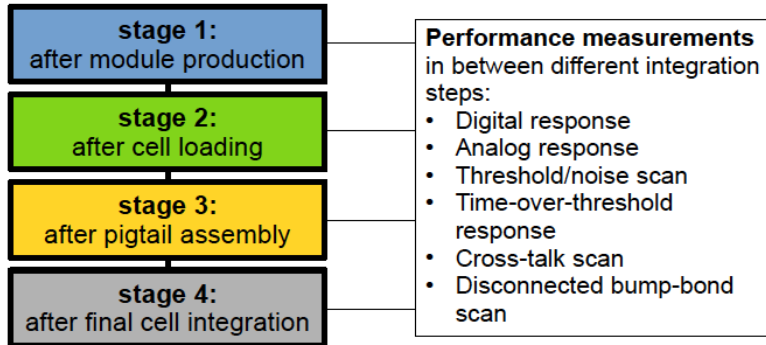 stage 1:
after module production
stage 2:
after cell loading
stage 3:
after pigtail assembly
stage 4:
after final cell integration
Performance measurements
in between different integration
steps:
• Digital response
• Analog response
• Threshold/noise scan
• Time-over-threshold
response
• Cross-talk scan
• Disconnected bump-bond
scan